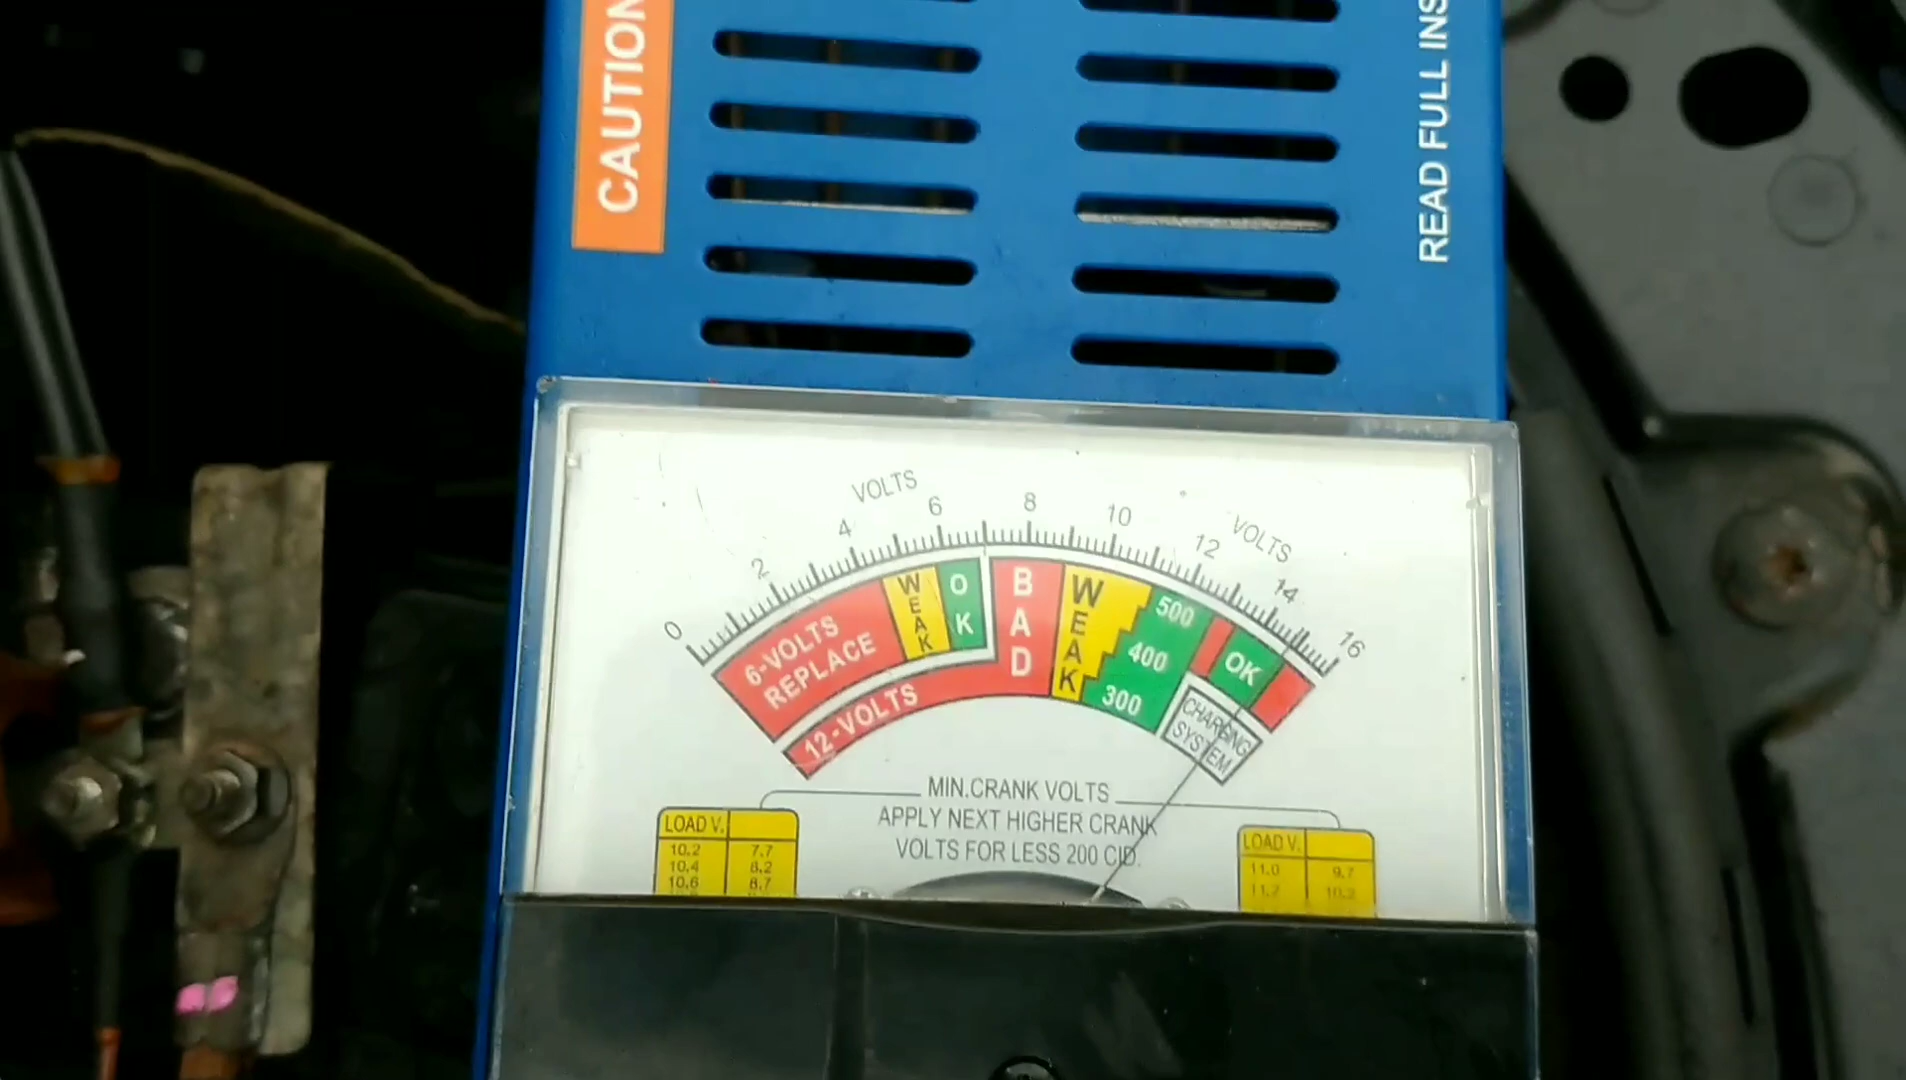 CAUTION
READ FULL INS
VOLTS
VOLTS
0 2 4 6 8 10 12 14 16
6-VOLTS
REPLACE
WEAK
OK
12-VOLTS
BAD
WEAK
500
400
300
OK
CHARGING
SYSTEM
MIN.CRANK VOLTS
APPLY NEXT HIGHER CRANK
VOLTS FOR LESS 200 CID.
LOAD V.
10.2 7.7
10.4 8.2
10.6 8.7
LOAD V.
11.0 9.7
11.2 10.2